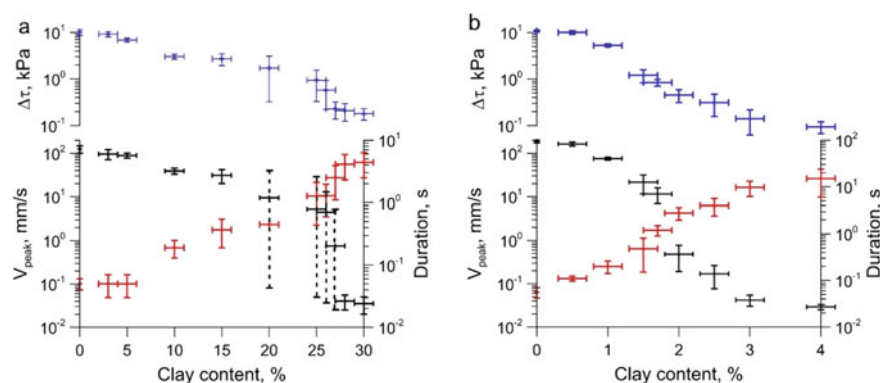 a
10¹
10⁰
10⁻¹
Δτ, kPa
10²
10¹
10⁰
10⁻¹
10⁻²
V_peak, mm/s
10¹
10⁰
10⁻¹
10⁻²
Duration, s
0 5 10 15 20 25 30
Clay content, %
b
10¹
10⁰
10⁻¹
Δτ, kPa
10²
10¹
10⁰
10⁻¹
10⁻²
V_peak, mm/s
10²
10¹
10⁰
10⁻¹
10⁻²
Duration, s
0 1 2 3 4
Clay content, %